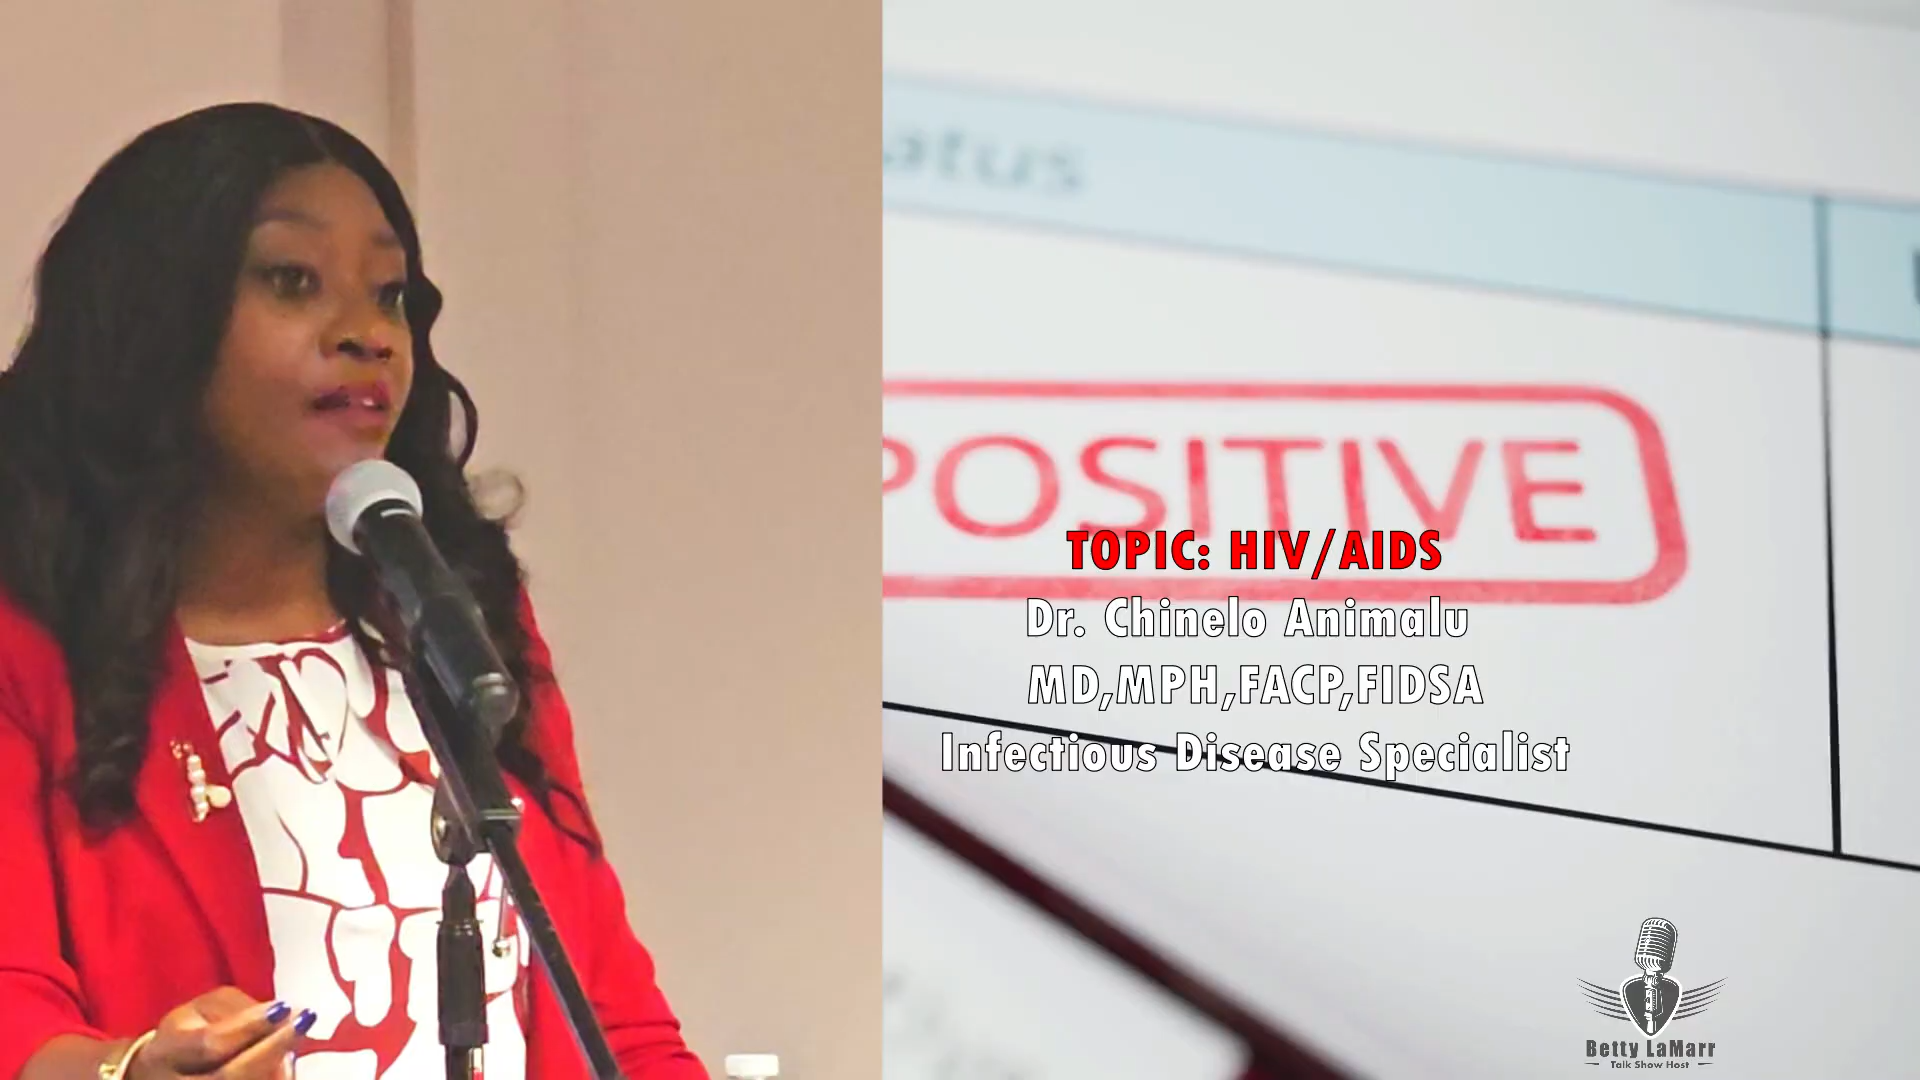 atus
POSITIVE
TOPIC: HIV/AIDS
Dr. Chinelo Animalu
MD,MPH,FACP,FIDSA
Infectious Disease Specialist
Betty LaMarr
Talk Show Host